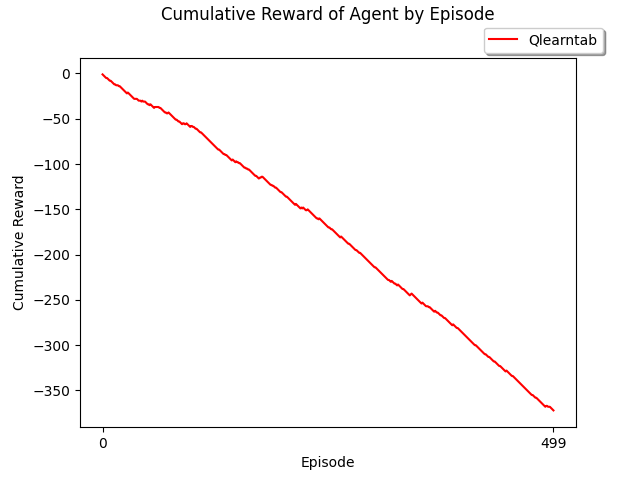 Cumulative Reward of Agent by Episode
Qlearntab
0
−50
−100
−150
−200
−250
−300
−350
Cumulative Reward
0
499
Episode